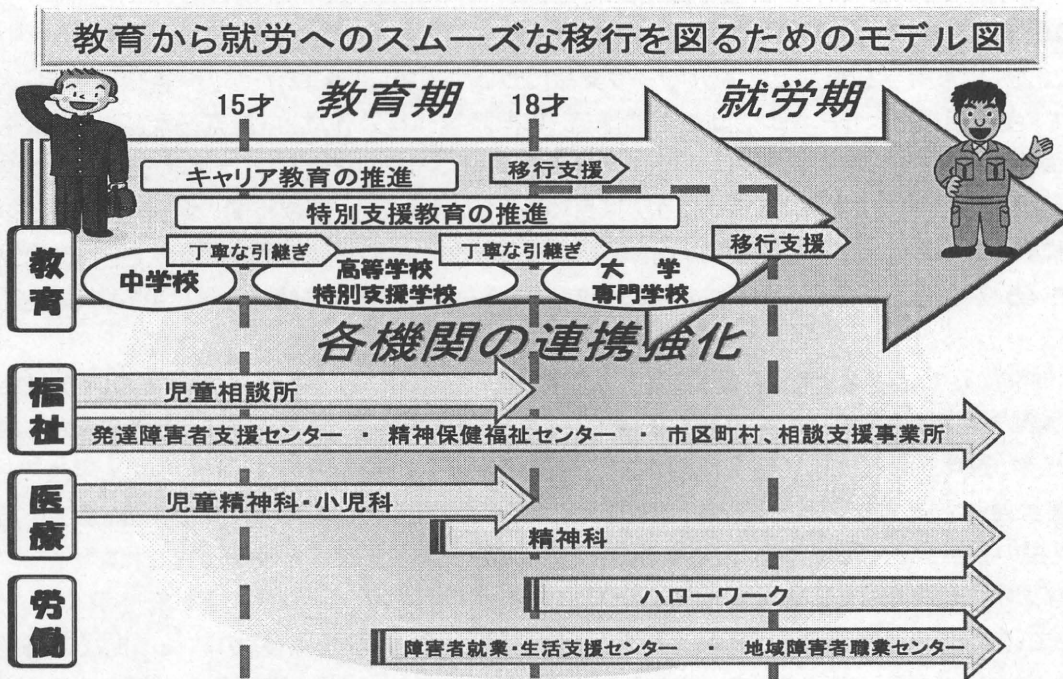 教育から就労へのスムーズな移行を図るためのモデル図
15才
教育期
18才
就労期
キャリア教育の推進
移行支援
特別支援教育の推進
丁寧な引継ぎ
丁寧な引継ぎ
移行支援
教育
中学校
高等学校
特別支援学校
大 学
専門学校
各機関の連携強化
福祉
児童相談所
発達障害者支援センター ・ 精神保健福祉センター ・ 市区町村、相談支援事業所
医療
児童精神科・小児科
精神科
労働
ハローワーク
障害者就業・生活支援センター ・ 地域障害者職業センター